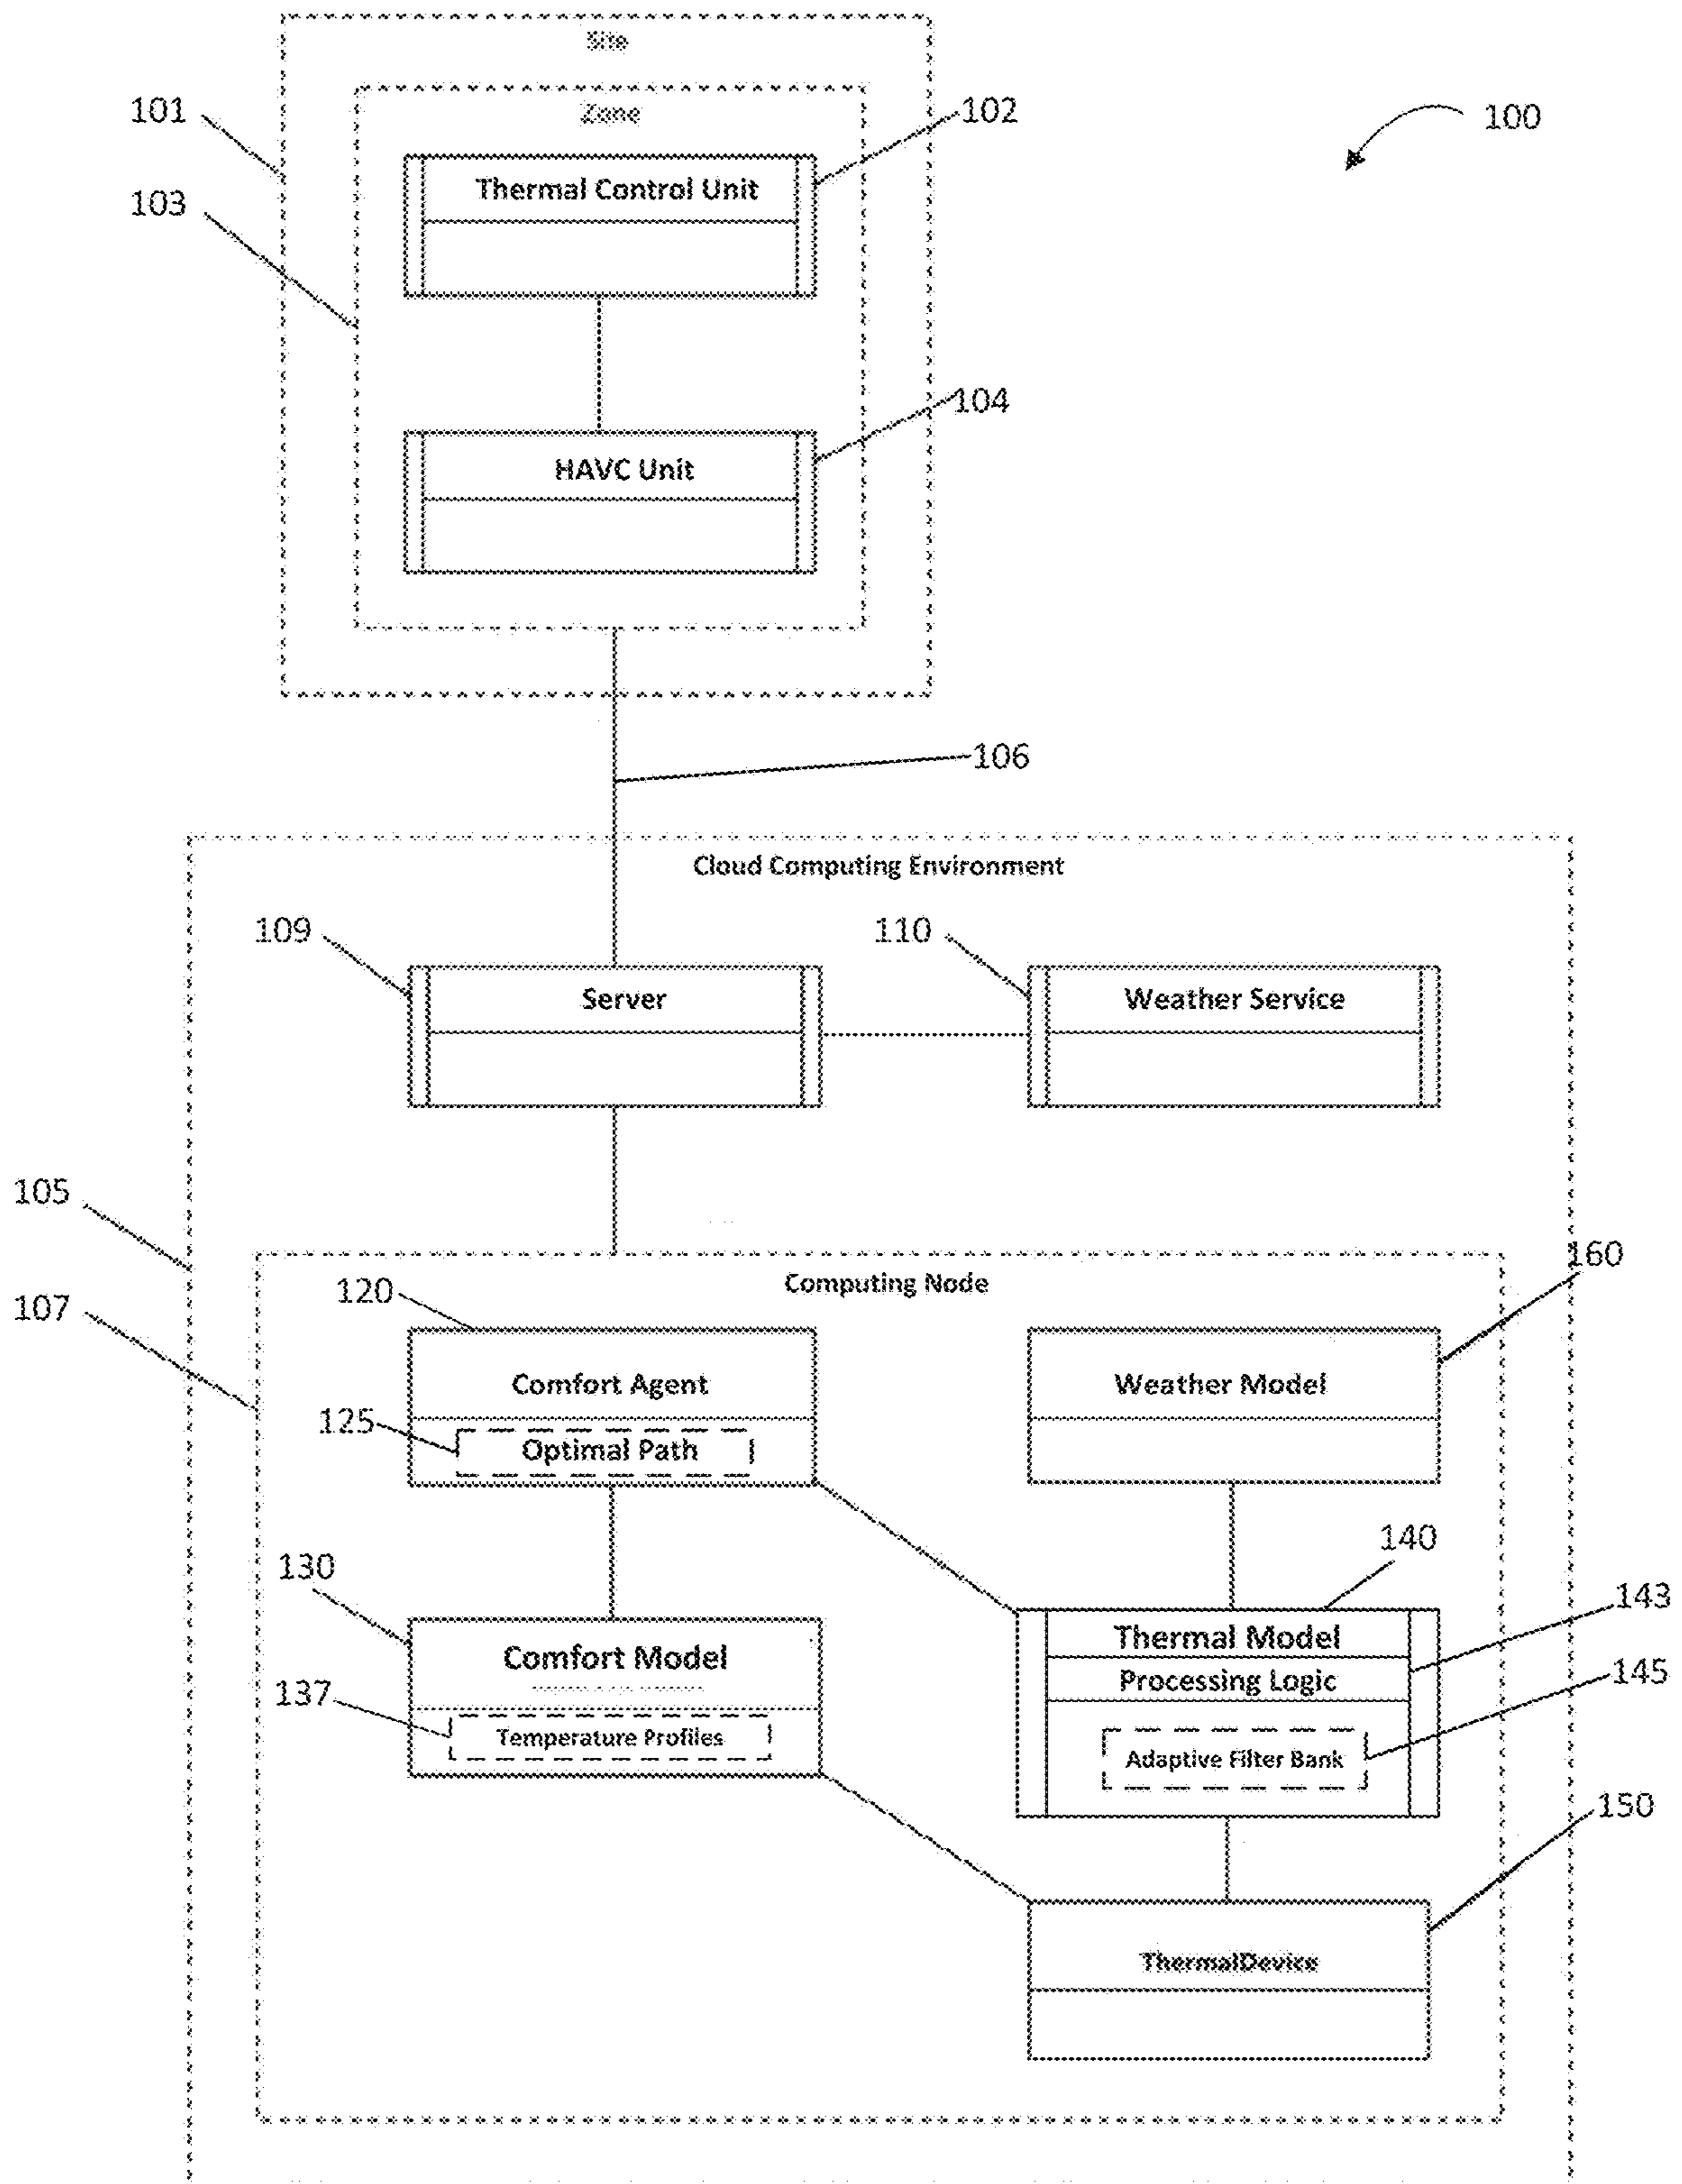 Site
101
Zone
102
100
Thermal Control Unit
103
104
HAVC Unit
106
Cloud Computing Environment
109
110
Server
Weather Service
105
160
Computing Node
120
107
Comfort Agent
Weather Model
125
Optimal Path
140
130
143
Thermal Model
Comfort Model
Processing Logic
145
137
Temperature Profiles
Adaptive Filter Bank
150
ThermalDevice